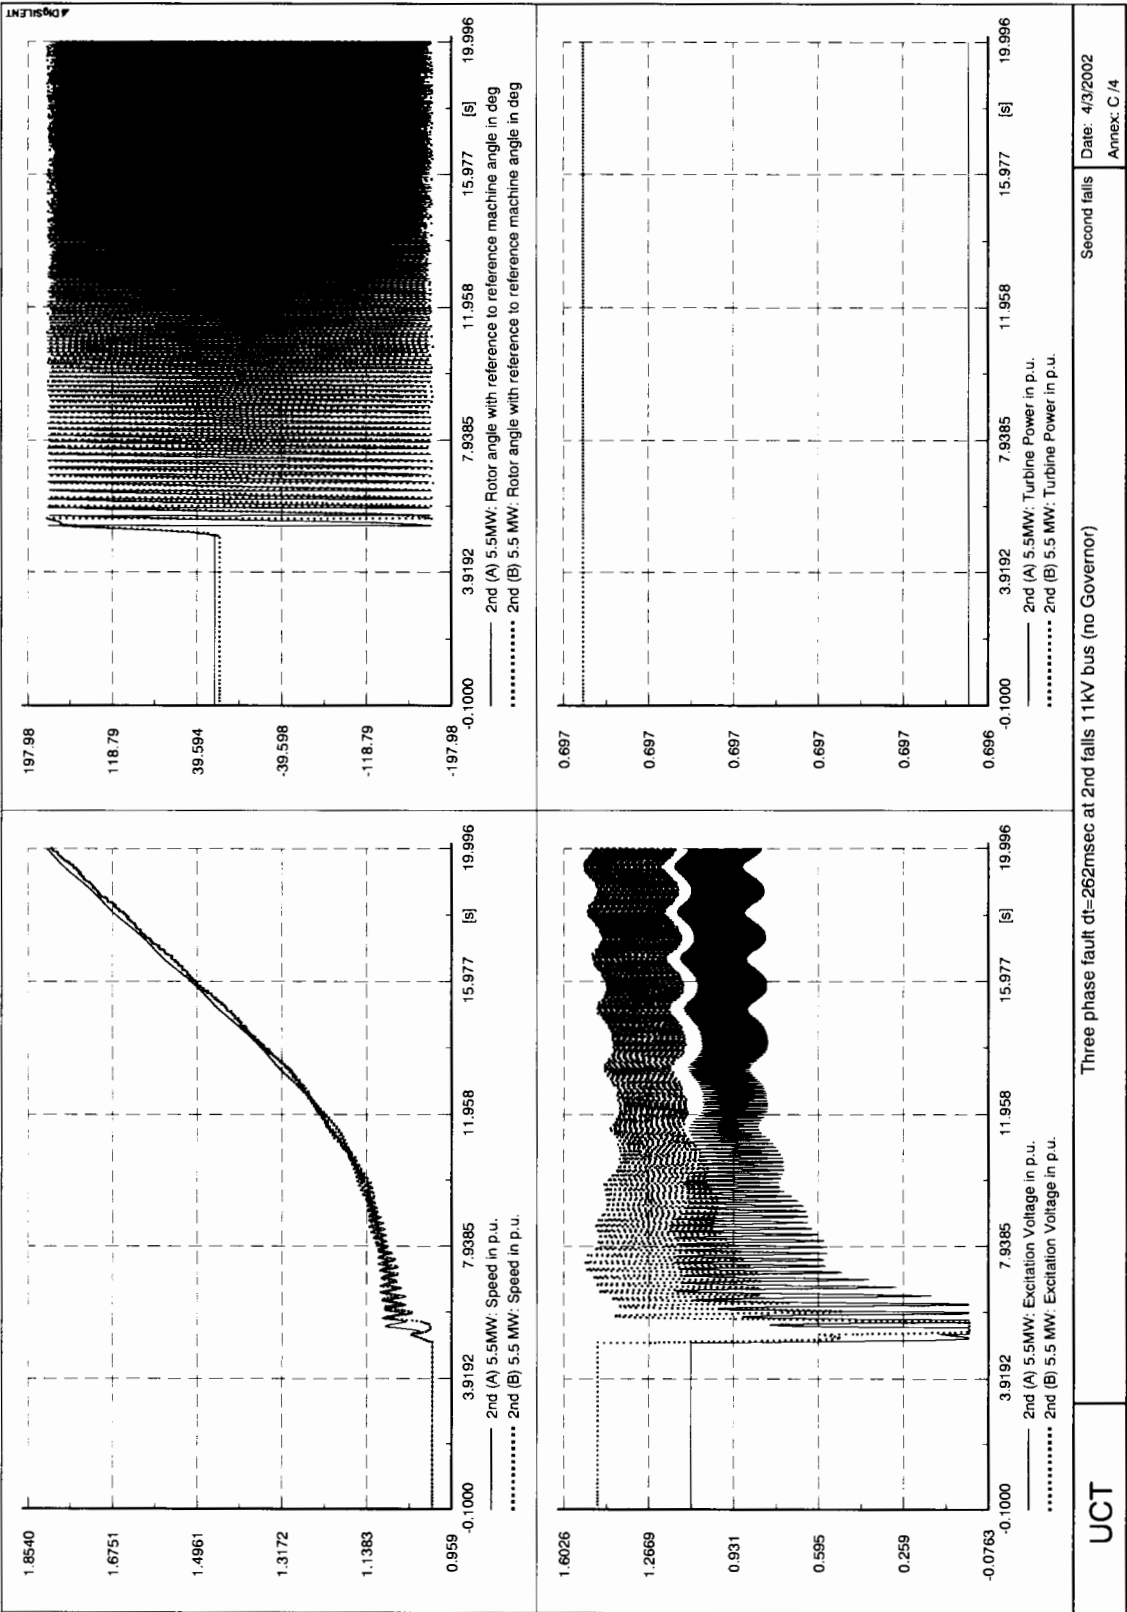 DIgSILENT
1.8540
1.6751
1.4961
1.3172
1.1383
0.959
-0.1000
3.9192
7.9385
11.958
15.977
[s]
19.996
2nd (A) 5.5MW: Speed in p.u.
2nd (B) 5.5 MW: Speed in p.u.
197.98
118.79
39.594
-39.598
-118.79
-197.98
-0.1000
3.9192
7.9385
11.958
15.977
[s]
19.996
2nd (A) 5.5MW: Rotor angle with reference to reference machine angle in deg
2nd (B) 5.5 MW: Rotor angle with reference to reference machine angle in deg
1.6026
1.2669
0.931
0.595
0.259
-0.0763
-0.1000
3.9192
7.9385
11.958
15.977
[s]
19.996
2nd (A) 5.5MW: Excitation Voltage in p.u.
2nd (B) 5.5 MW: Excitation Voltage in p.u.
0.697
0.697
0.697
0.697
0.697
0.696
-0.1000
3.9192
7.9385
11.958
15.977
[s]
19.996
2nd (A) 5.5MW: Turbine Power in p.u.
2nd (B) 5.5 MW: Turbine Power in p.u.
UCT
Three phase fault dt=262msec at 2nd falls 11kV bus (no Governor)
Second falls
Date: 4/3/2002
Annex: C /4